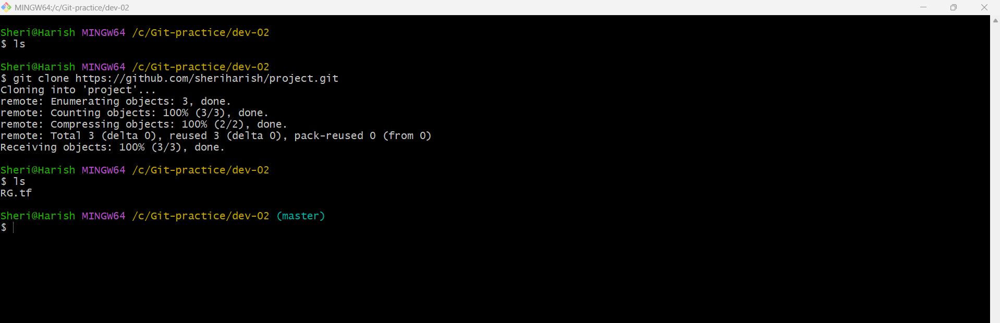 MINGW64:/c/Git-practice/dev-02
Sheri@Harish MINGW64 /c/Git-practice/dev-02
$ ls
Sheri@Harish MINGW64 /c/Git-practice/dev-02
$ git clone https://github.com/sheriharish/project.git
Cloning into 'project'...
remote: Enumerating objects: 3, done.
remote: Counting objects: 100% (3/3), done.
remote: Compressing objects: 100% (2/2), done.
remote: Total 3 (delta 0), reused 3 (delta 0), pack-reused 0 (from 0)
Receiving objects: 100% (3/3), done.
Sheri@Harish MINGW64 /c/Git-practice/dev-02
$ ls
RG.tf
Sheri@Harish MINGW64 /c/Git-practice/dev-02 (master)
$